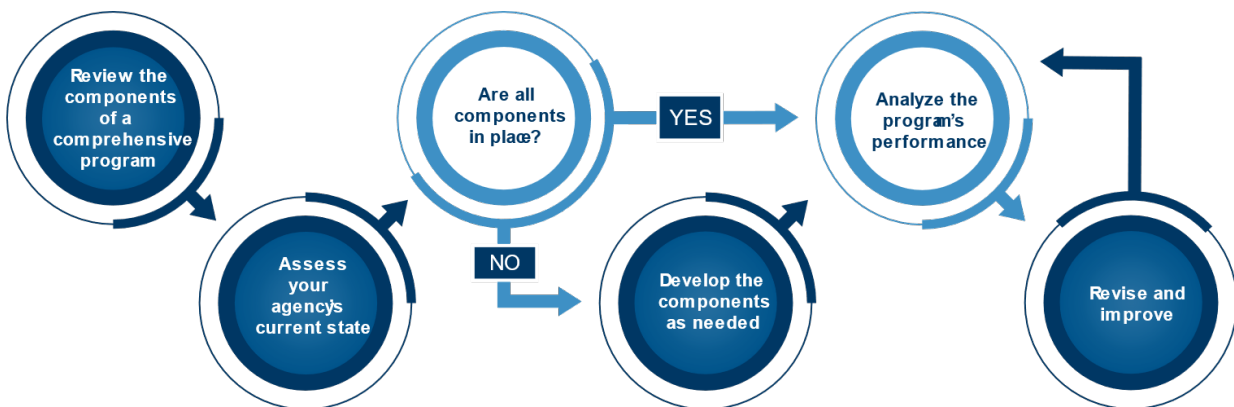 Review the
components
of a
comprehensive
program
Assess
your
agency's
current state
Are all
components
in place?
YES
NO
Develop the
components
as needed
Analyze the
program's
performance
Revise and
improve